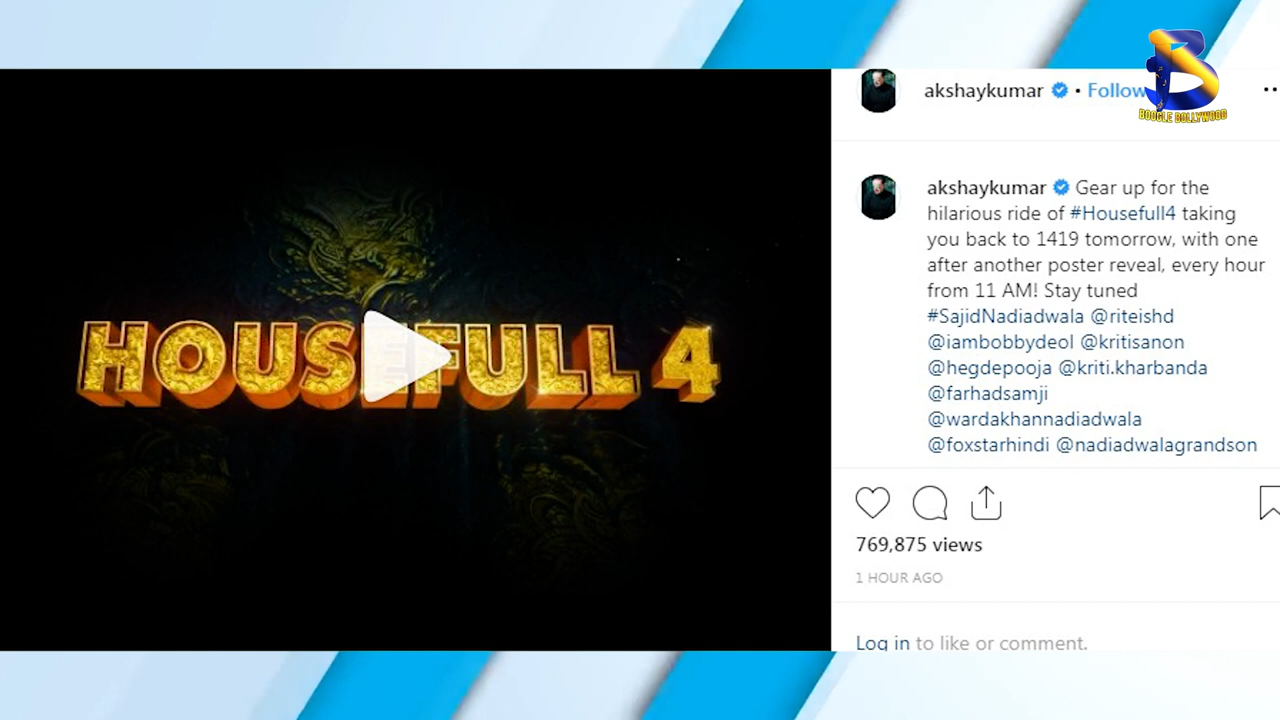 HOUSEFULL 4
BOOGLE BOLLYWOOD
akshaykumar • Follow
akshaykumar Gear up for the
hilarious ride of #Housefull4 taking
you back to 1419 tomorrow, with one
after another poster reveal, every hour
from 11 AM! Stay tuned
#SajidNadiadwala @riteishd
@iambobbydeol @kritisanon
@hegdepooja @kriti.kharbanda
@farhadsamji
@wardakhannadiadwala
@foxstarhindi @nadiadwalagrandson
769,875 views
1 HOUR AGO
Log in to like or comment.